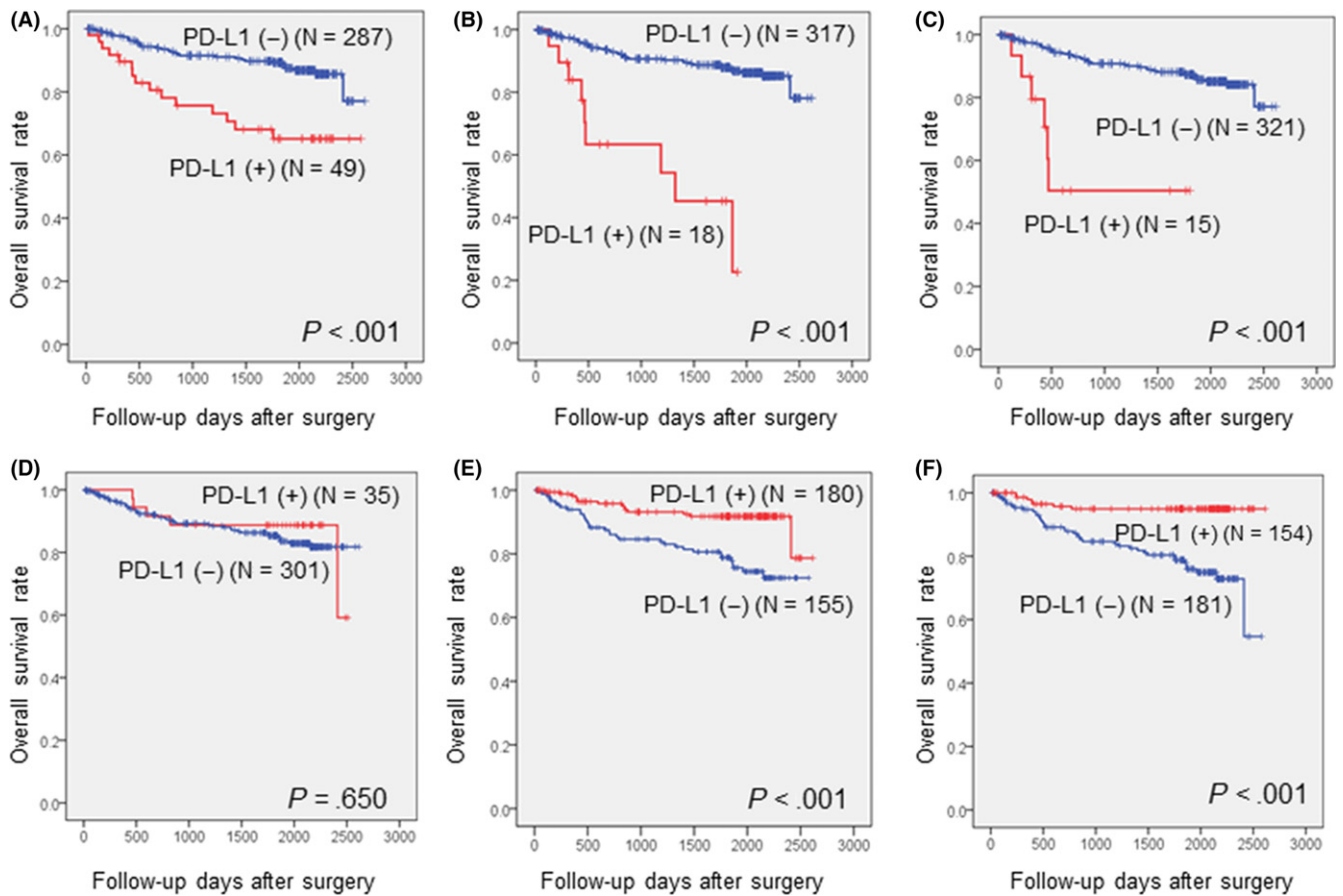 (A)
PD-L1 (−) (N = 287)
PD-L1 (+) (N = 49)
P < .001
Overall survival rate
1.0
0.8
0.6
0.4
0.2
0.0
0 500 1000 1500 2000 2500 3000
Follow-up days after surgery
(B)
PD-L1 (−) (N = 317)
PD-L1 (+) (N = 18)
P < .001
Overall survival rate
1.0
0.8
0.6
0.4
0.2
0.0
0 500 1000 1500 2000 2500 3000
Follow-up days after surgery
(C)
PD-L1 (−) (N = 321)
PD-L1 (+) (N = 15)
P < .001
Overall survival rate
1.0
0.8
0.6
0.4
0.2
0.0
0 500 1000 1500 2000 2500 3000
Follow-up days after surgery
(D)
PD-L1 (+) (N = 35)
PD-L1 (−) (N = 301)
P = .650
Overall survival rate
1.0
0.8
0.6
0.4
0.2
0.0
0 500 1000 1500 2000 2500 3000
Follow-up days after surgery
(E)
PD-L1 (+) (N = 180)
PD-L1 (−) (N = 155)
P < .001
Overall survival rate
1.0
0.8
0.6
0.4
0.2
0.0
0 500 1000 1500 2000 2500 3000
Follow-up days after surgery
(F)
PD-L1 (+) (N = 154)
PD-L1 (−) (N = 181)
P < .001
Overall survival rate
1.0
0.8
0.6
0.4
0.2
0.0
0 500 1000 1500 2000 2500 3000
Follow-up days after surgery